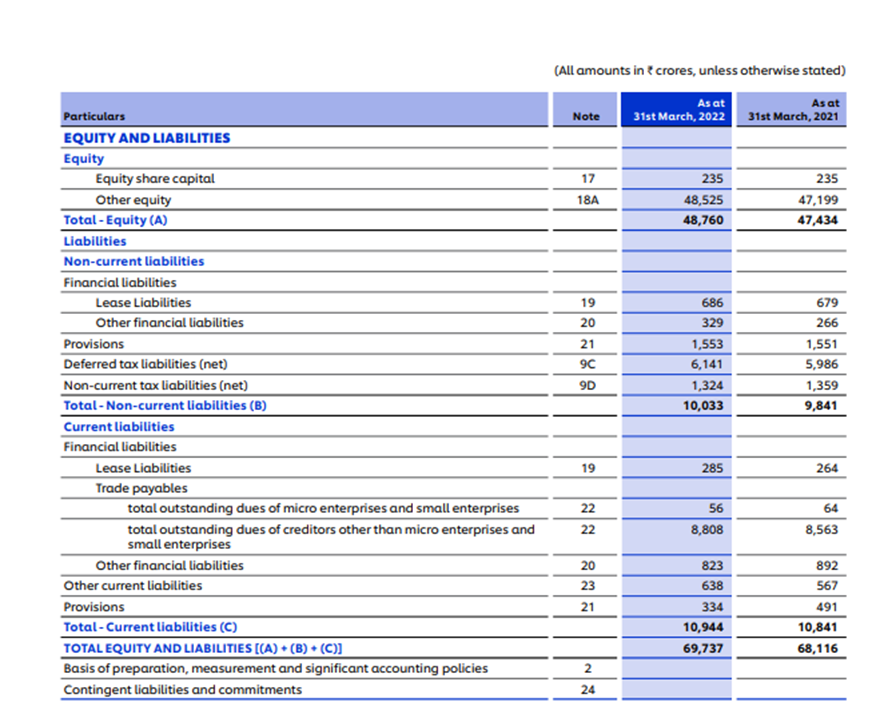 (All amounts in ₹ crores, unless otherwise stated)
Particulars Note As at 31st March, 2022 As at 31st March, 2021
EQUITY AND LIABILITIES
Equity
Equity share capital 17 235 235
Other equity 18A 48,525 47,199
Total - Equity (A) 48,760 47,434
Liabilities
Non-current liabilities
Financial liabilities
Lease Liabilities 19 686 679
Other financial liabilities 20 329 266
Provisions 21 1,553 1,551
Deferred tax liabilities (net) 9C 6,141 5,986
Non-current tax liabilities (net) 9D 1,324 1,359
Total - Non-current liabilities (B) 10,033 9,841
Current liabilities
Financial liabilities
Lease Liabilities 19 285 264
Trade payables
total outstanding dues of micro enterprises and small enterprises 22 56 64
total outstanding dues of creditors other than micro enterprises and 22 8,808 8,563
small enterprises
Other financial liabilities 20 823 892
Other current liabilities 23 638 567
Provisions 21 334 491
Total - Current liabilities (C) 10,944 10,841
TOTAL EQUITY AND LIABILITIES [(A) + (B) + (C)] 69,737 68,116
Basis of preparation, measurement and significant accounting policies 2
Contingent liabilities and commitments 24